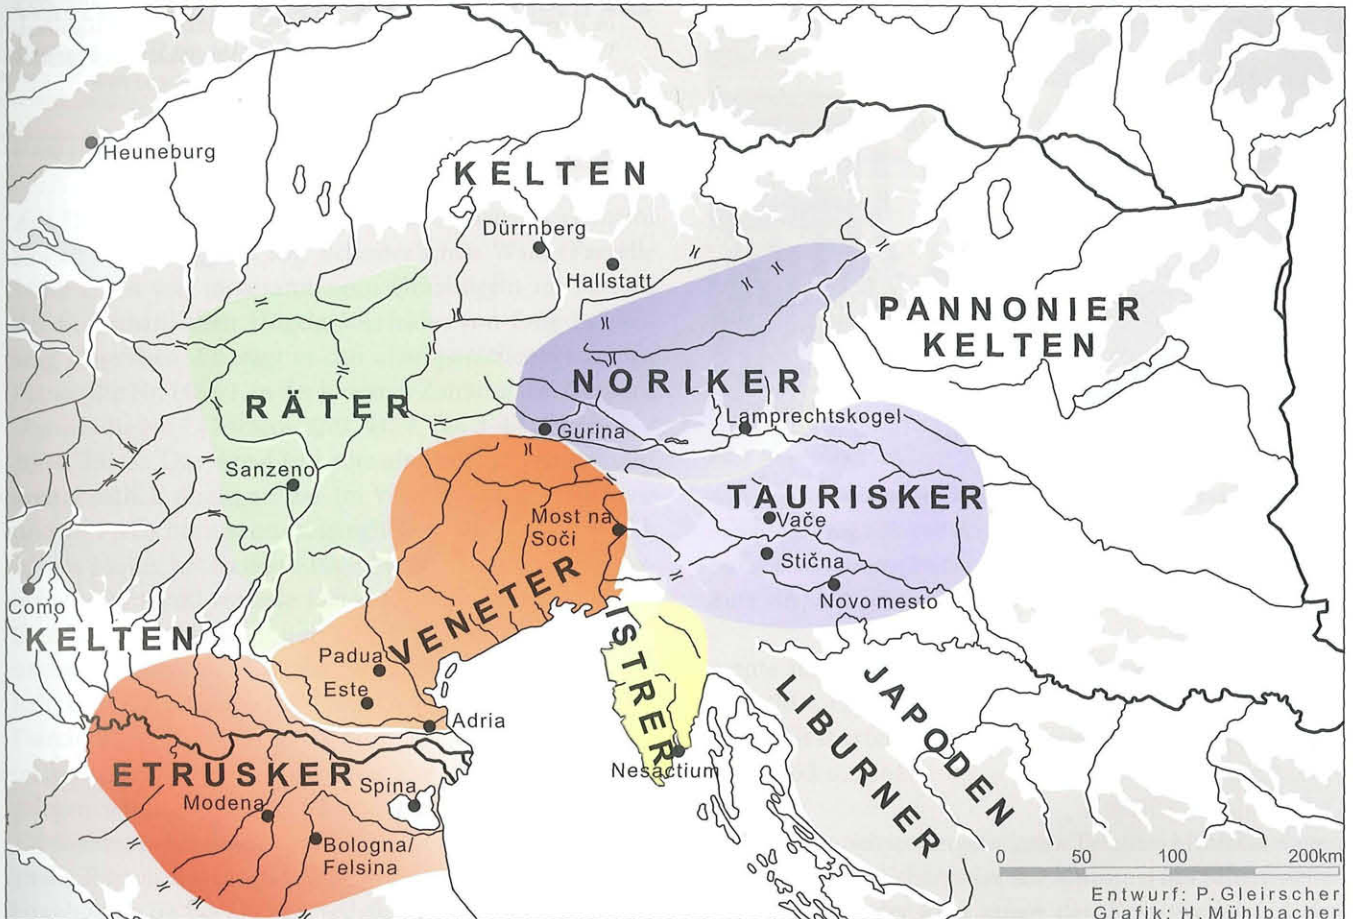 Heuneburg
KELTEN
Dürrnberg
Hallstatt
PANNONIER
KELTEN
NORIKER
RÄTER
Lamprechtskogel
Gurina
Sanzeno
TAURISKER
Most na
Soči
Vače
Stična
Novo mesto
Comp
KELTEN
VENETER
ISTRER
Padua
Este
Adria
JAPODEN
LIBURNER
Nesactium
ETRUSKER
Spina
Modena
Bologna/
Felsina
0 50 100 200km
Entwurf: P. Gleirscher
Grafik: H. Mühlbacher